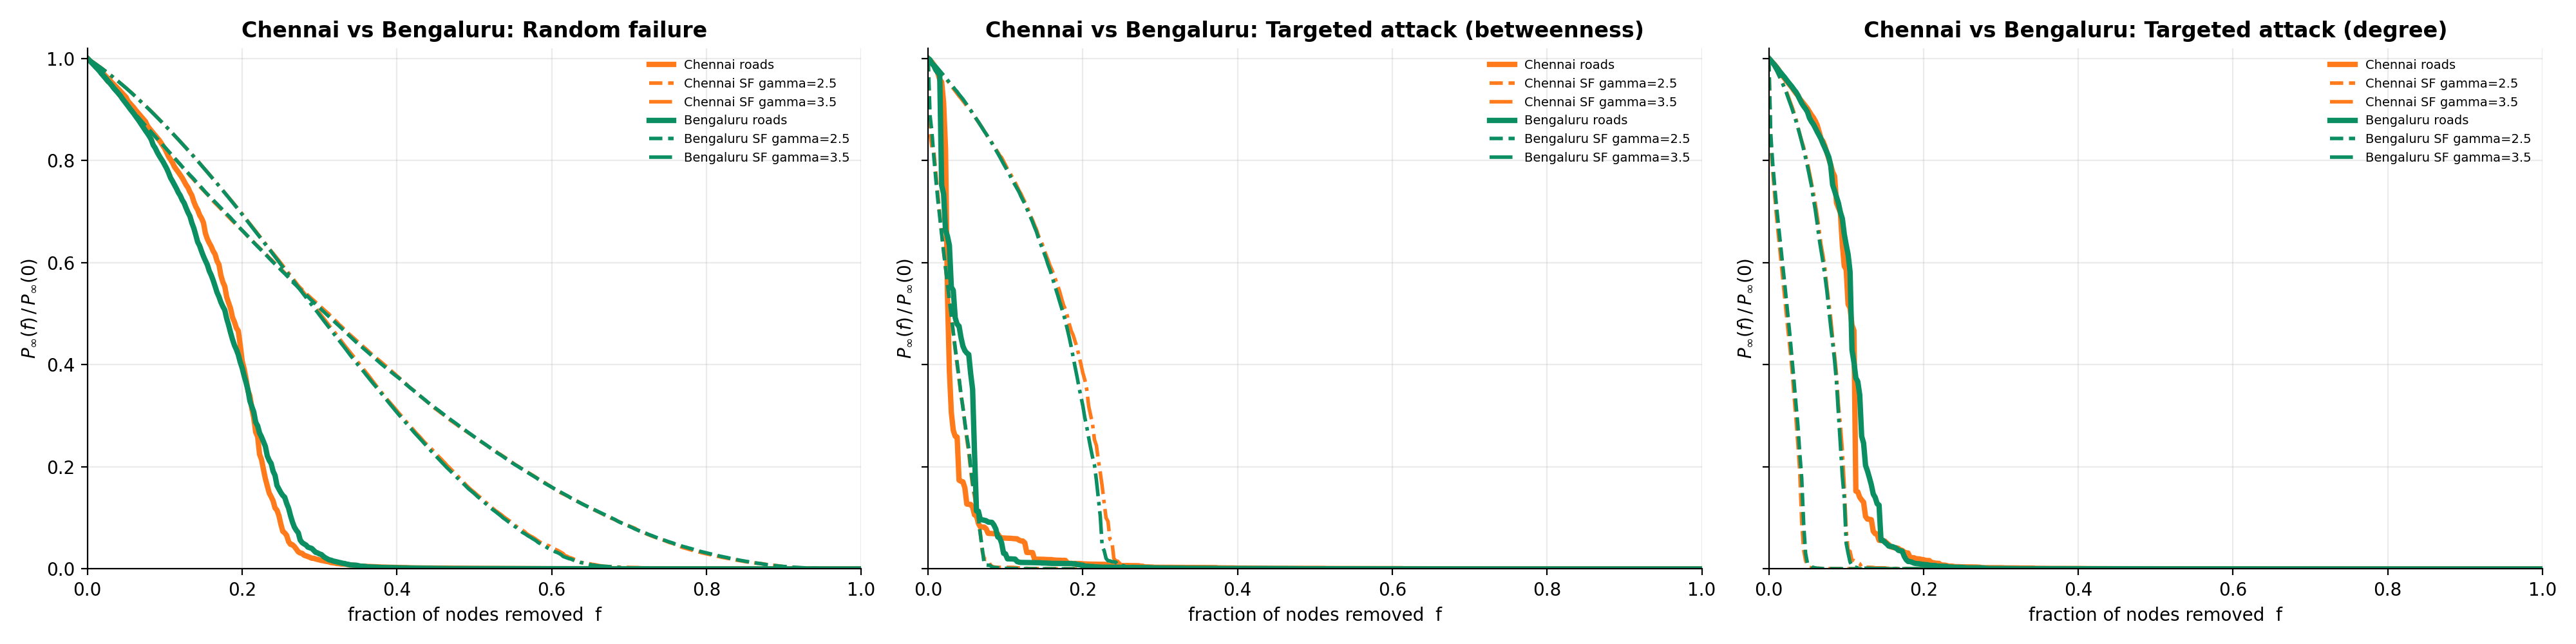 Chennai vs Bengaluru: Random failure
P∞(f) / P∞(0)
1.0
0.8
0.6
0.4
0.2
0.0
Chennai roads
Chennai SF gamma=2.5
Chennai SF gamma=3.5
Bengaluru roads
Bengaluru SF gamma=2.5
Bengaluru SF gamma=3.5
0.0 0.2 0.4 0.6 0.8 1.0
fraction of nodes removed f
Chennai vs Bengaluru: Targeted attack (betweenness)
P∞(f) / P∞(0)
Chennai roads
Chennai SF gamma=2.5
Chennai SF gamma=3.5
Bengaluru roads
Bengaluru SF gamma=2.5
Bengaluru SF gamma=3.5
0.0 0.2 0.4 0.6 0.8 1.0
fraction of nodes removed f
Chennai vs Bengaluru: Targeted attack (degree)
P∞(f) / P∞(0)
Chennai roads
Chennai SF gamma=2.5
Chennai SF gamma=3.5
Bengaluru roads
Bengaluru SF gamma=2.5
Bengaluru SF gamma=3.5
0.0 0.2 0.4 0.6 0.8 1.0
fraction of nodes removed f